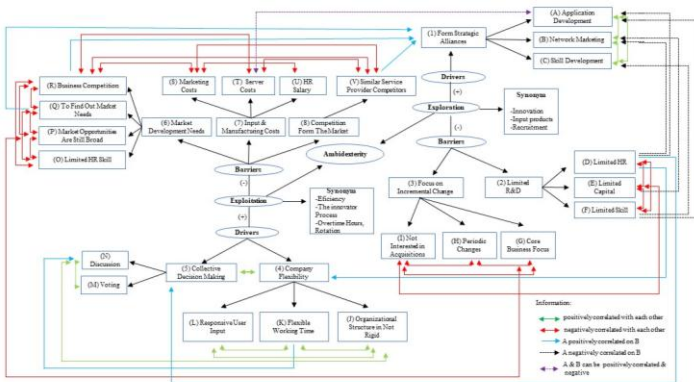 (A) Application
Development
(1) Form Strategic
Alliances
(B) Network Marketing
(C) Skill Development
(R) Business Competition
(S) Marketing
Costs
(T) Server
Costs
(U) HR
Salary
(V) Similar Service
Provider Competitors
Drivers
(+)
Exploration
(-)
Barriers
Synonym
-Innovation
-Input products
-Recruitment
(Q) To Find Out Market
Needs
(P) Market Opportunities
Are Still Broad
(O) Limited HR Skill
(6) Market
Development Needs
(7) Input &
Manufacturing Costs
(8) Competition
Form The Market
Ambidexterity
Barriers
(-)
Exploitation
(+)
Drivers
Synonym
-Efficiency
-The innovator
Process
-Overtime Hours,
Rotation
(3) Focus on
Incremental Change
(2) Limited
R&D
(D) Limited HR
(E) Limited
Capital
(F) Limited Skill
(I) Not
Interested in
Acquisitions
(H) Periodic
Changes
(G) Core
Business Focus
(N)
Discussion
(M) Voting
(5) Collective
Decision Making
(4) Company
Flexibility
(L) Responsive User
Input
(K) Flexible
Working Time
(J) Organizational
Structure in Not
Rigid
Information:
positively correlated with each other
negatively correlated with each other
A positively correlated on B
A negatively correlated on B
A & B can be positively correlated &
negative